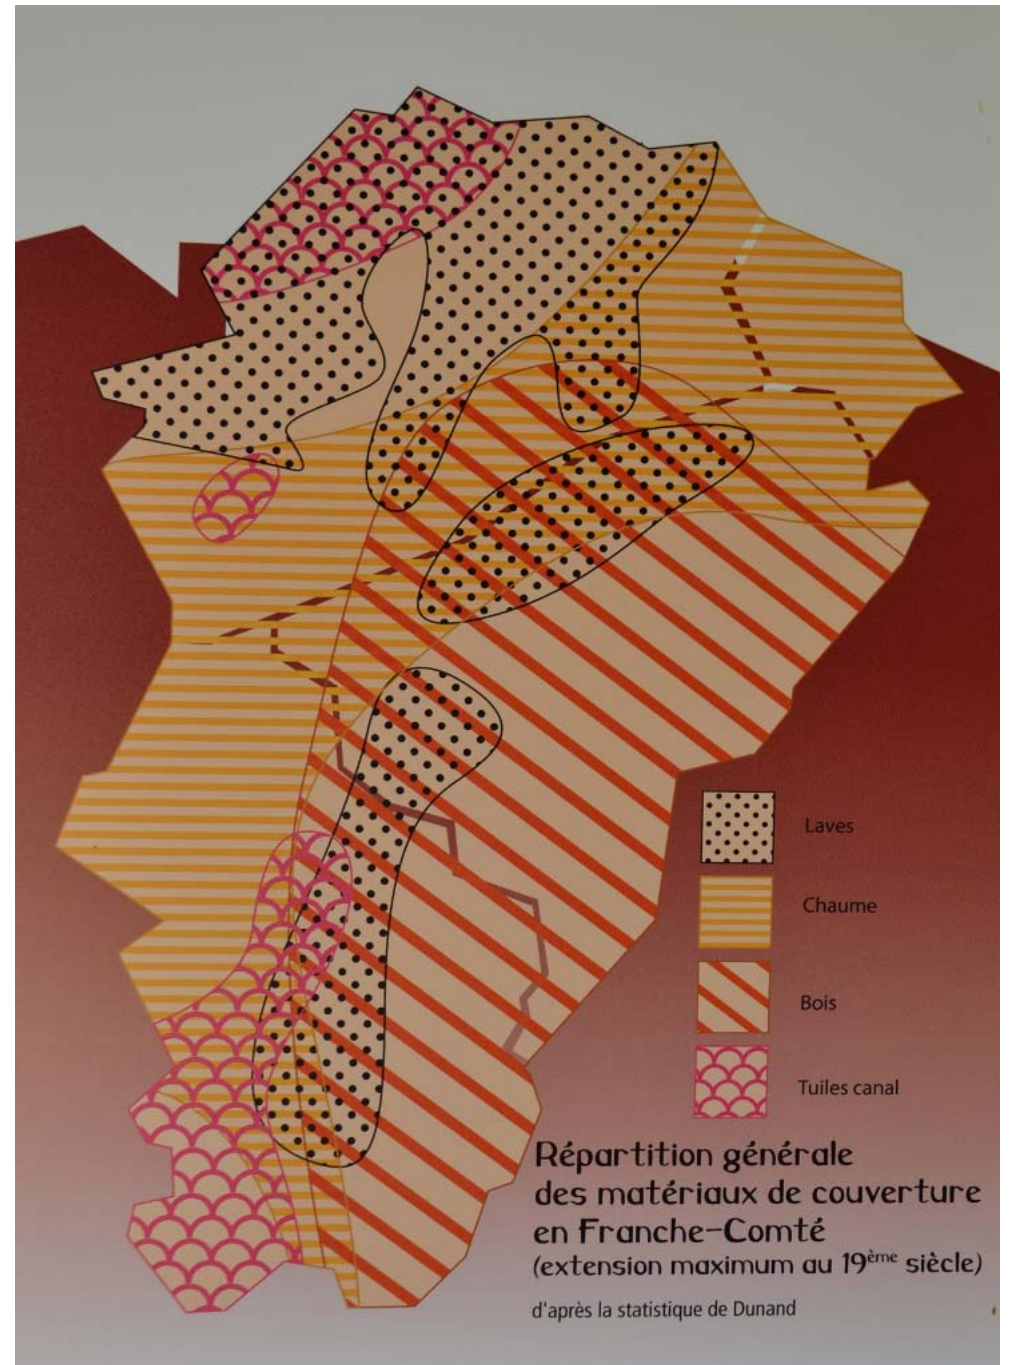 Laves
Chaume
Bois
Tuiles canal
Répartition générale
des matériaux de couverture
en Franche-Comté
(extension maximum au 19ème siècle)
d'après la statistique de Dunand